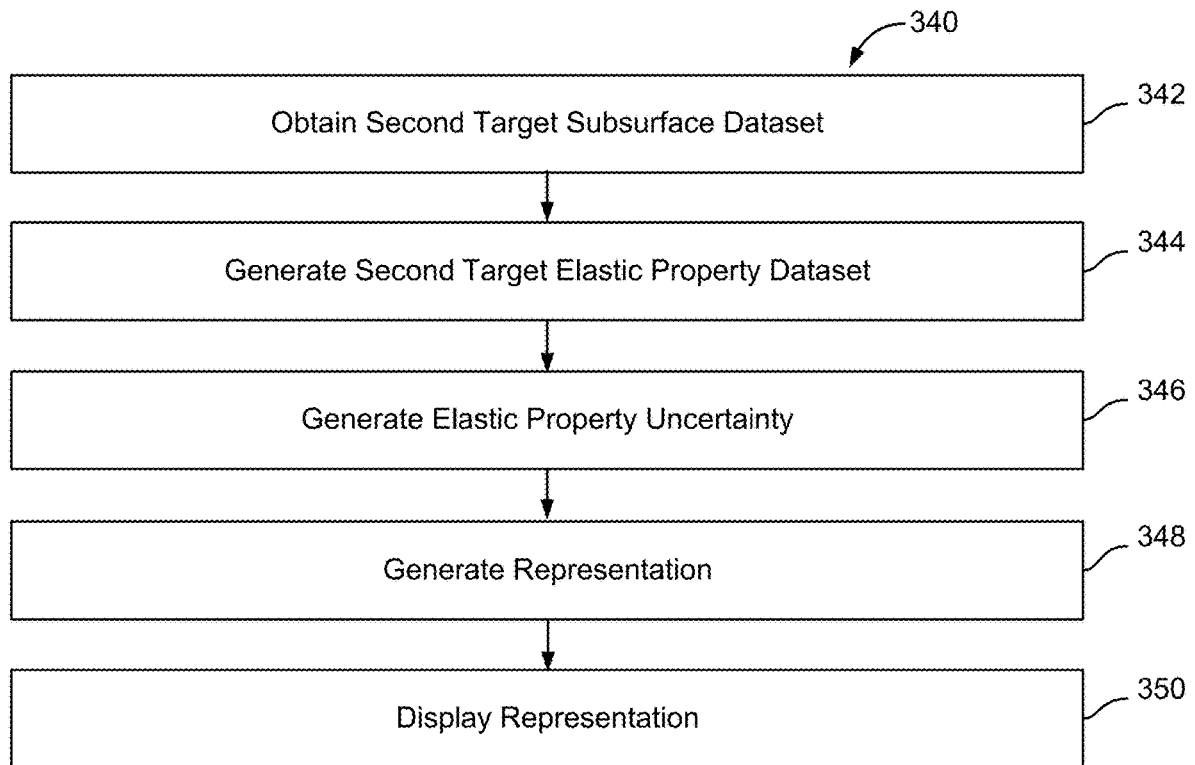 340
Obtain Second Target Subsurface Dataset
342
Generate Second Target Elastic Property Dataset
344
Generate Elastic Property Uncertainty
346
Generate Representation
348
Display Representation
350